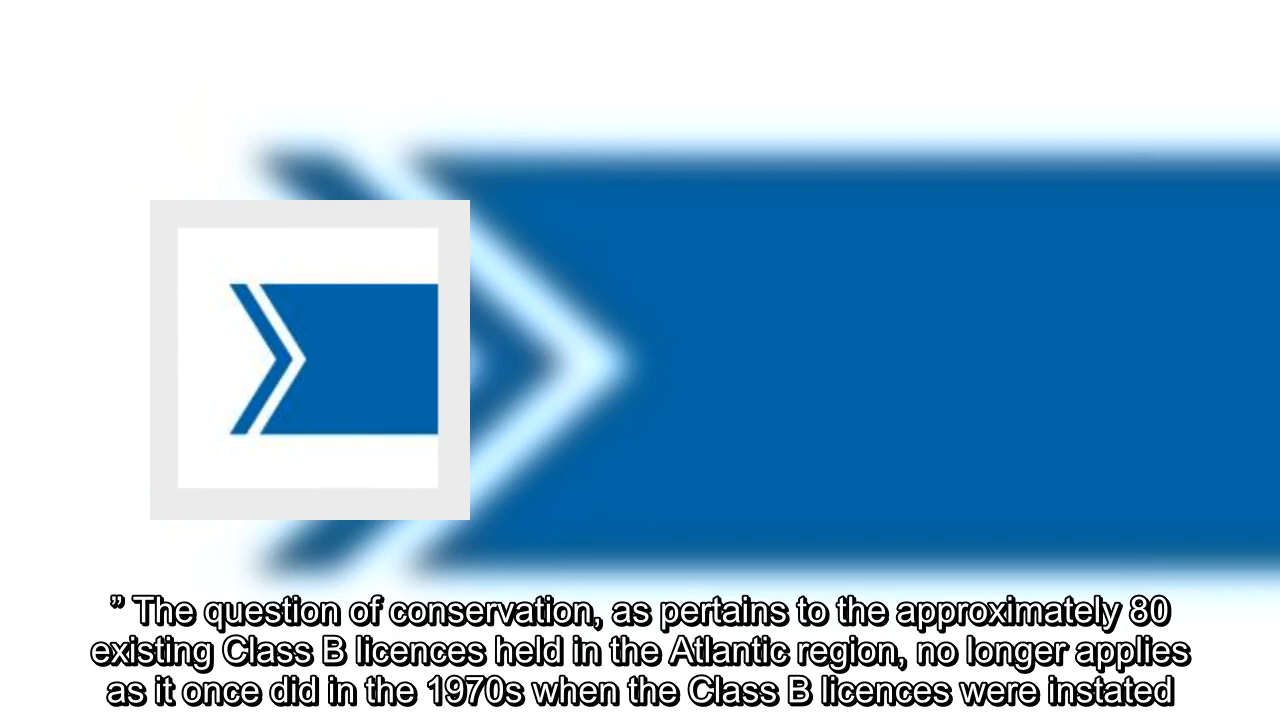 ” The question of conservation, as pertains to the approximately 80
existing Class B licences held in the Atlantic region, no longer applies
as it once did in the 1970s when the Class B licences were instated